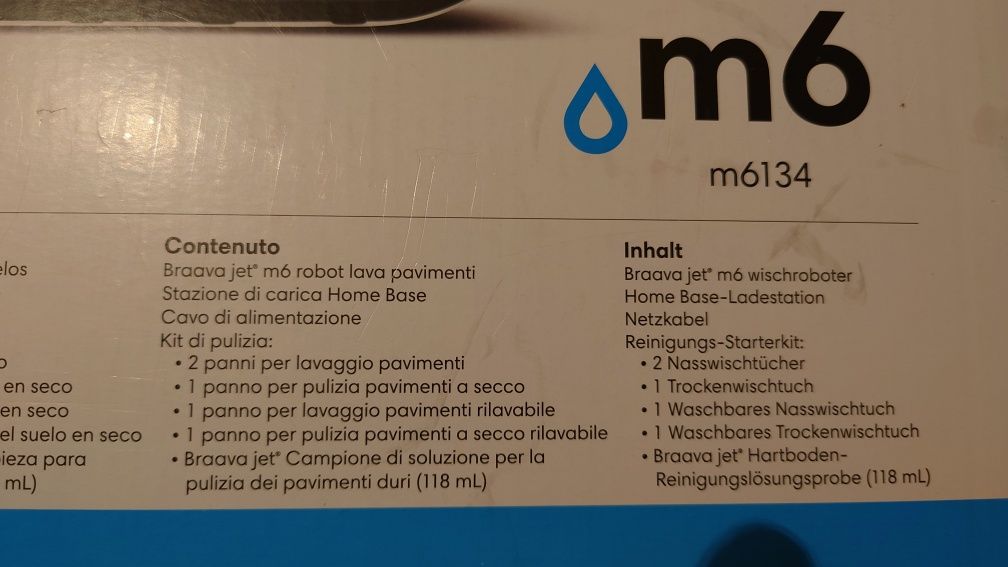 m6
m6134
elos
o
en seco
en seco
el suelo en seco
ieza para
mL)
Contenuto
Braava jet® m6 robot lava pavimenti
Stazione di carica Home Base
Cavo di alimentazione
Kit di pulizia:
• 2 panni per lavaggio pavimenti
• 1 panno per pulizia pavimenti a secco
• 1 panno per lavaggio pavimenti rilavabile
• 1 panno per pulizia pavimenti a secco rilavabile
• Braava jet® Campione di soluzione per la
pulizia dei pavimenti duri (118 mL)
Inhalt
Braava jet® m6 wischroboter
Home Base-Ladestation
Netzkabel
Reinigungs-Starterkit:
• 2 Nasswischtücher
• 1 Trockenwischtuch
• 1 Waschbares Nasswischtuch
• 1 Waschbares Trockenwischtuch
• Braava jet® Hartboden-
Reinigungslösungsprobe (118 mL)